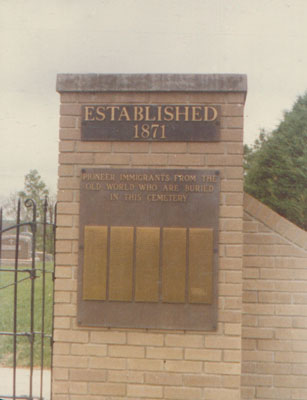 ESTABLISHED
1871
PIONEER IMMIGRANTS FROM THE
OLD WORLD WHO ARE BURIED
IN THIS CEMETERY